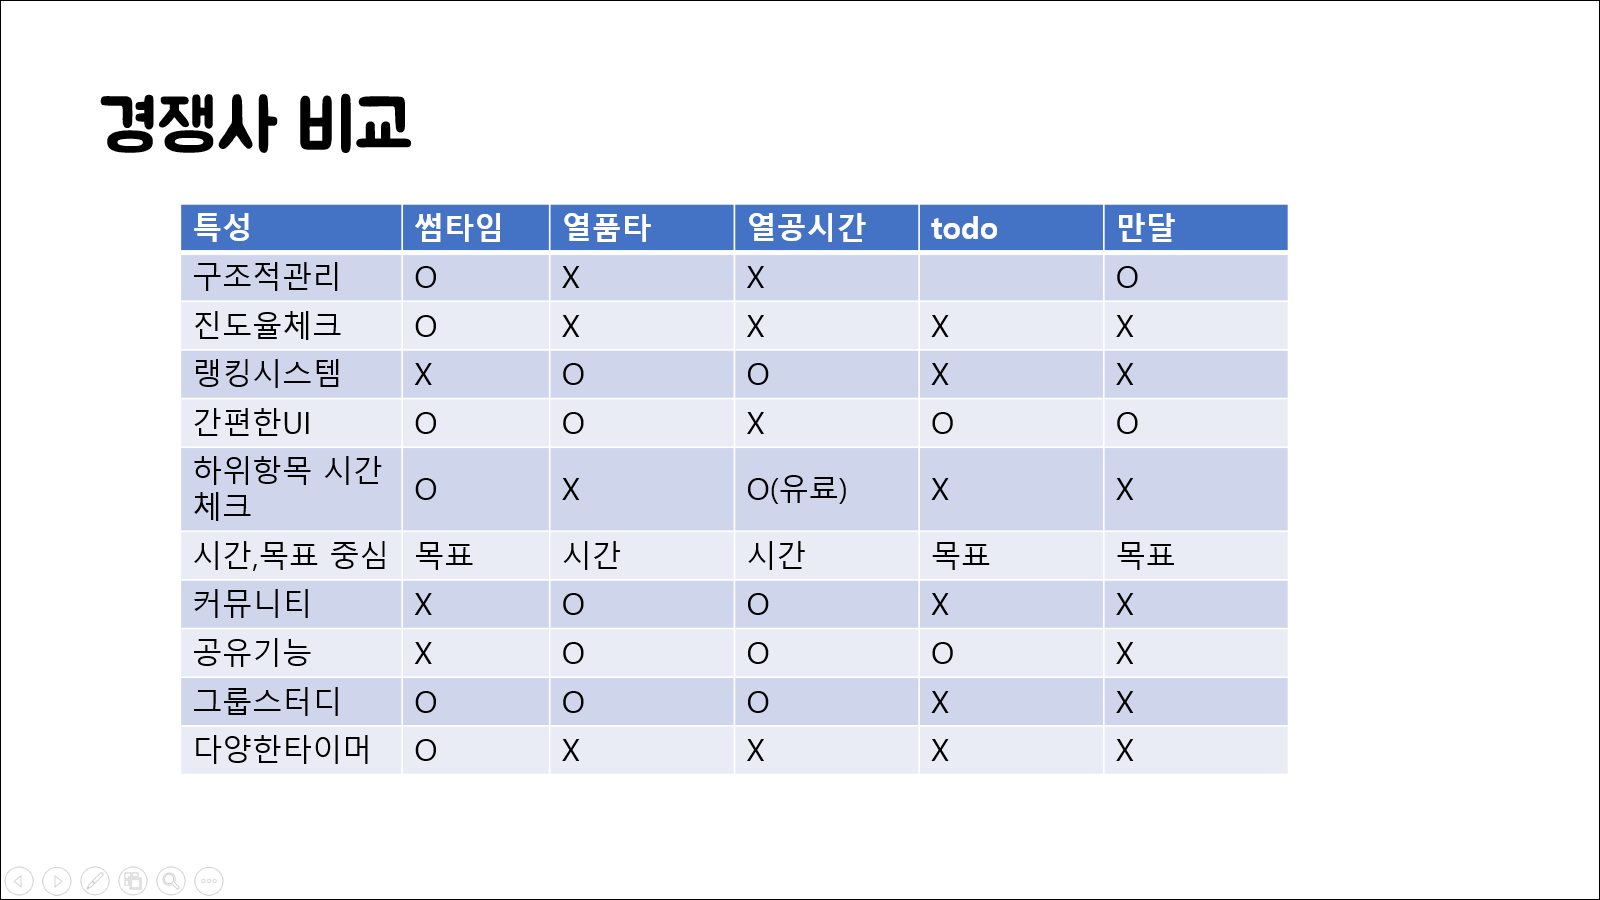 경쟁사 비교
특성 썸타임 열품타 열공시간 todo 만달
구조적관리 O X X O
진도율체크 O X X X X
랭킹시스템 X O O X X
간편한UI O O X O O
하위항목 시간
체크 O X O(유료) X X
시간,목표 중심 목표 시간 시간 목표 목표
커뮤니티 X O O X X
공유기능 X O O O X
그룹스터디 O O O X X
다양한타이머 O X X X X